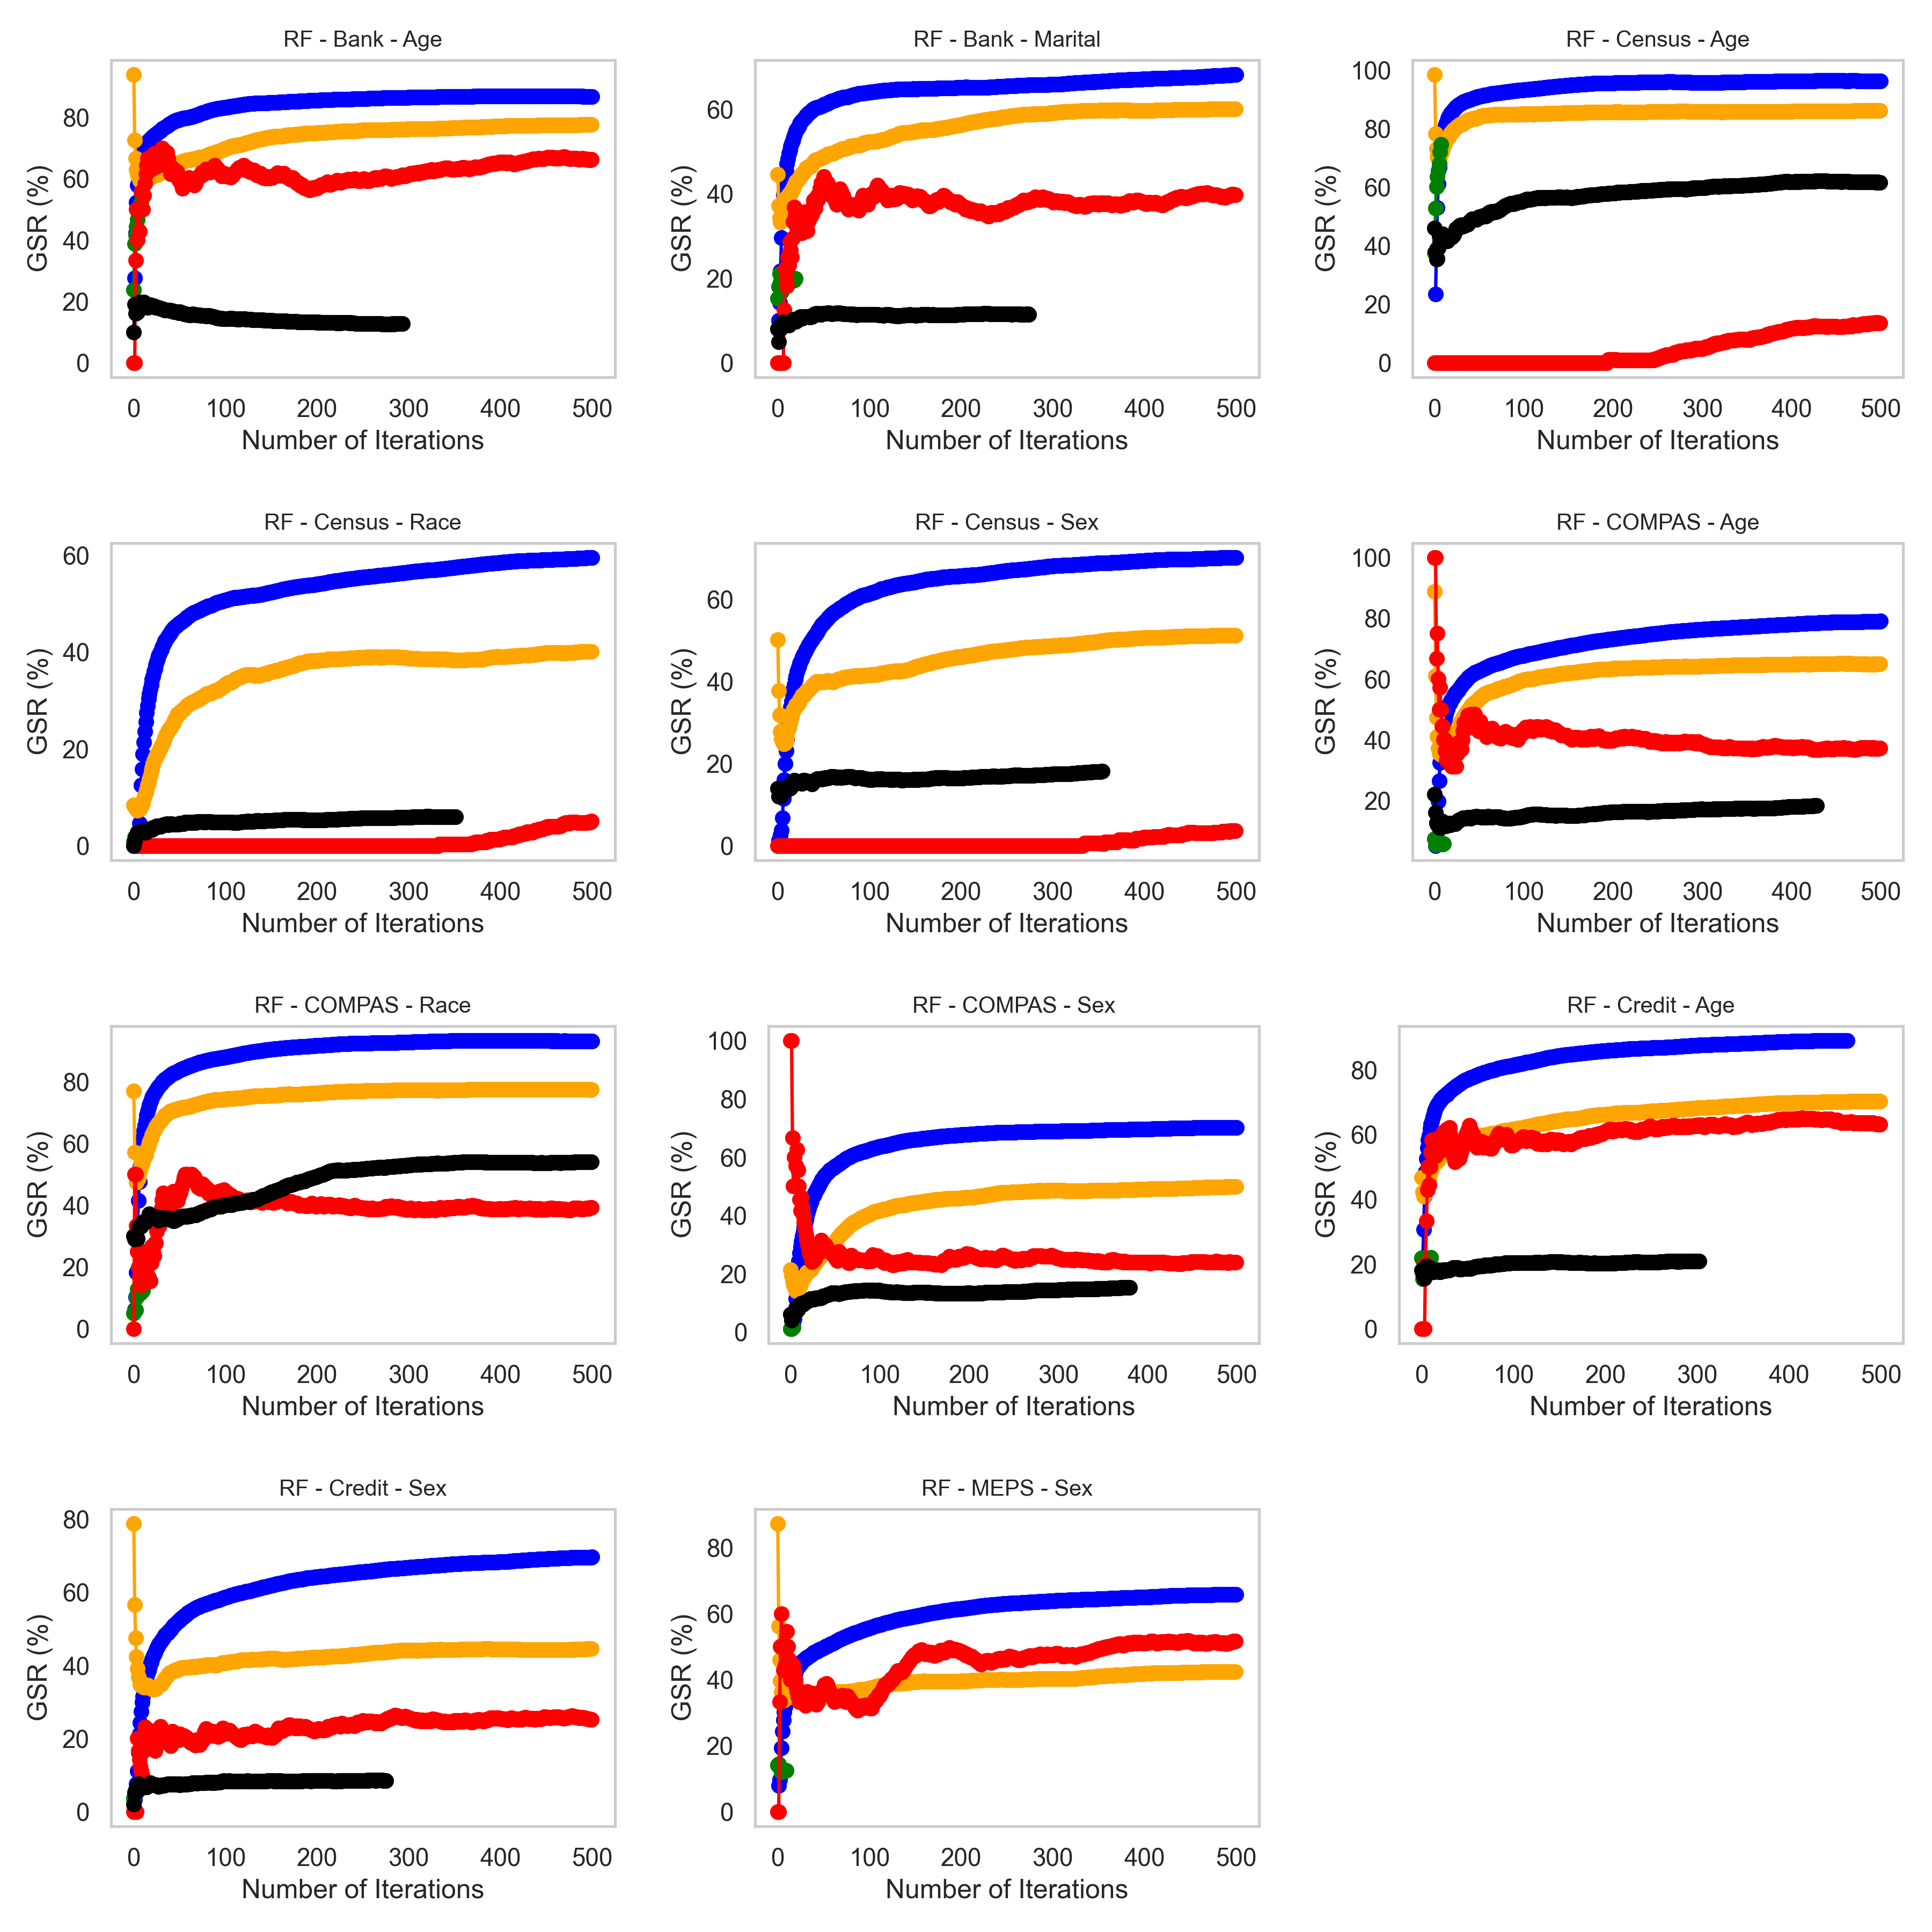 RF - Bank - Age
GSR (%)
80
60
40
20
0
0 100 200 300 400 500
Number of Iterations
RF - Bank - Marital
GSR (%)
60
40
20
0
0 100 200 300 400 500
Number of Iterations
RF - Census - Age
GSR (%)
100
80
60
40
20
0
0 100 200 300 400 500
Number of Iterations
RF - Census - Race
GSR (%)
60
40
20
0
0 100 200 300 400 500
Number of Iterations
RF - Census - Sex
GSR (%)
60
40
20
0
0 100 200 300 400 500
Number of Iterations
RF - COMPAS - Age
GSR (%)
100
80
60
40
20
0 100 200 300 400 500
Number of Iterations
RF - COMPAS - Race
GSR (%)
80
60
40
20
0
0 100 200 300 400 500
Number of Iterations
RF - COMPAS - Sex
GSR (%)
100
80
60
40
20
0
0 100 200 300 400 500
Number of Iterations
RF - Credit - Age
GSR (%)
80
60
40
20
0
0 100 200 300 400 500
Number of Iterations
RF - Credit - Sex
GSR (%)
80
60
40
20
0
0 100 200 300 400 500
Number of Iterations
RF - MEPS - Sex
GSR (%)
80
60
40
20
0
0 100 200 300 400 500
Number of Iterations